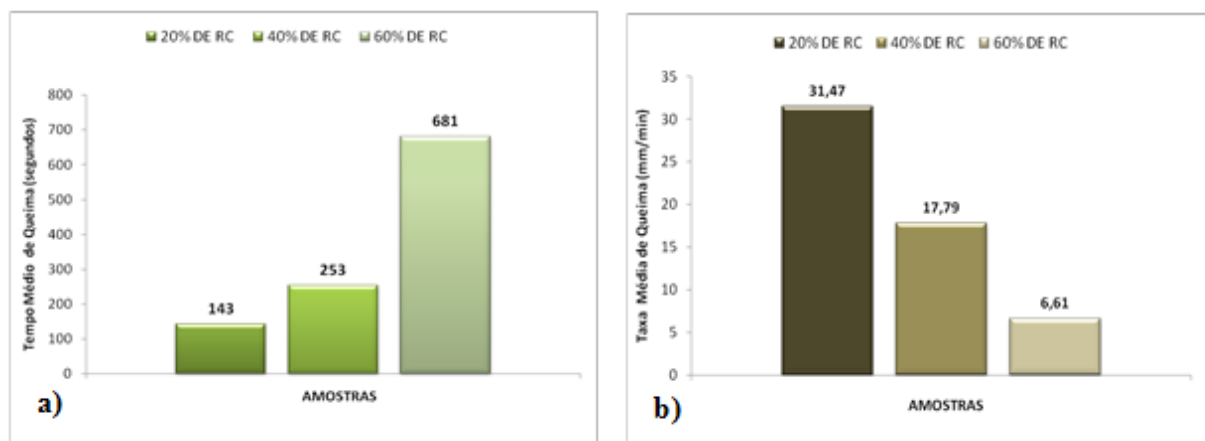 20% DE RC 40% DE RC 60% DE RC
Tempo Médio de Queima (segundos)
800
700
600
500
400
300
200
100
0
143
253
681
AMOSTRAS
a)
20% DE RC 40% DE RC 60% DE RC
Taxa Média de Queima (mm/min)
35
30
25
20
15
10
5
0
31,47
17,79
6,61
AMOSTRAS
b)